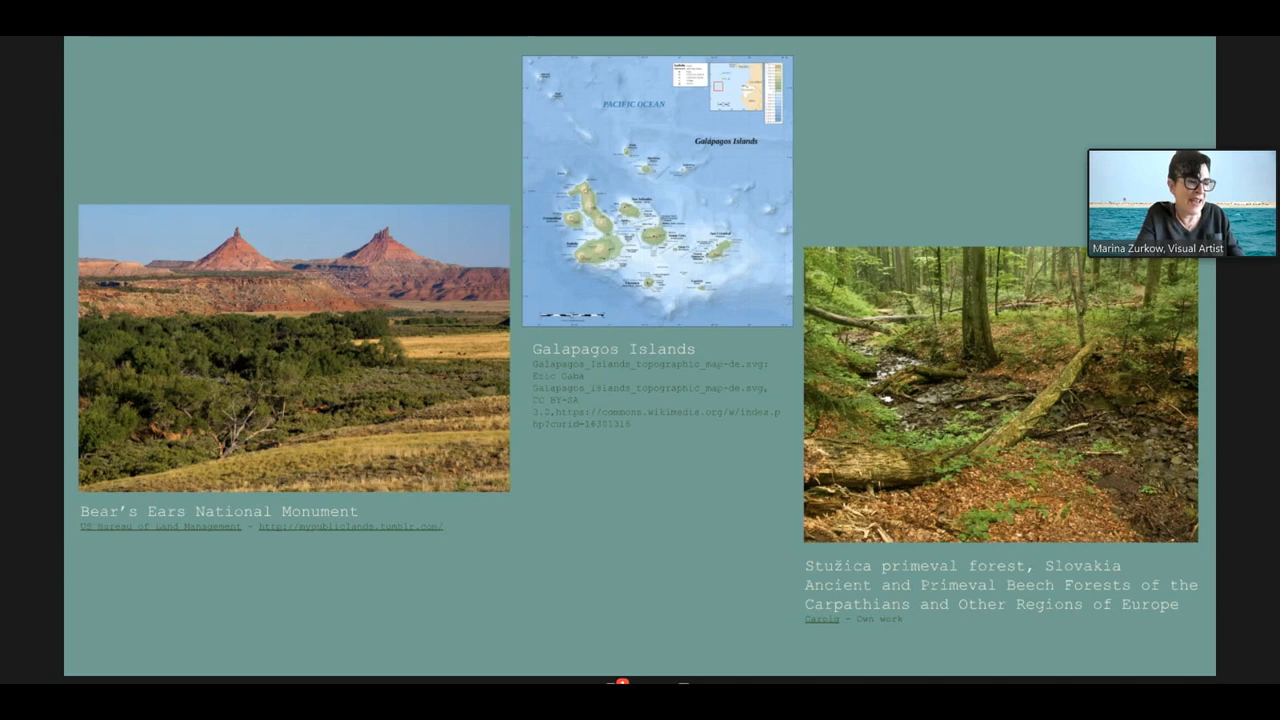 PACIFIC OCEAN
Galápagos Islands
Marina Zurkow, Visual Artist
Galapagos Islands
Galapagos_Islands_topographic_map-de.svg:
Eric Gaba
Galapagos_Islands_topographic_map-de.svg,
CC BY-SA
3.0,https://commons.wikimedia.org/w/index.p
hp?curid=16301316
Bear's Ears National Monument
US Bureau of Land Management - http://mypubliclands.tumblr.com/
Stužica primeval forest, Slovakia
Ancient and Primeval Beech Forests of the
Carpathians and Other Regions of Europe
Carpig - Own work